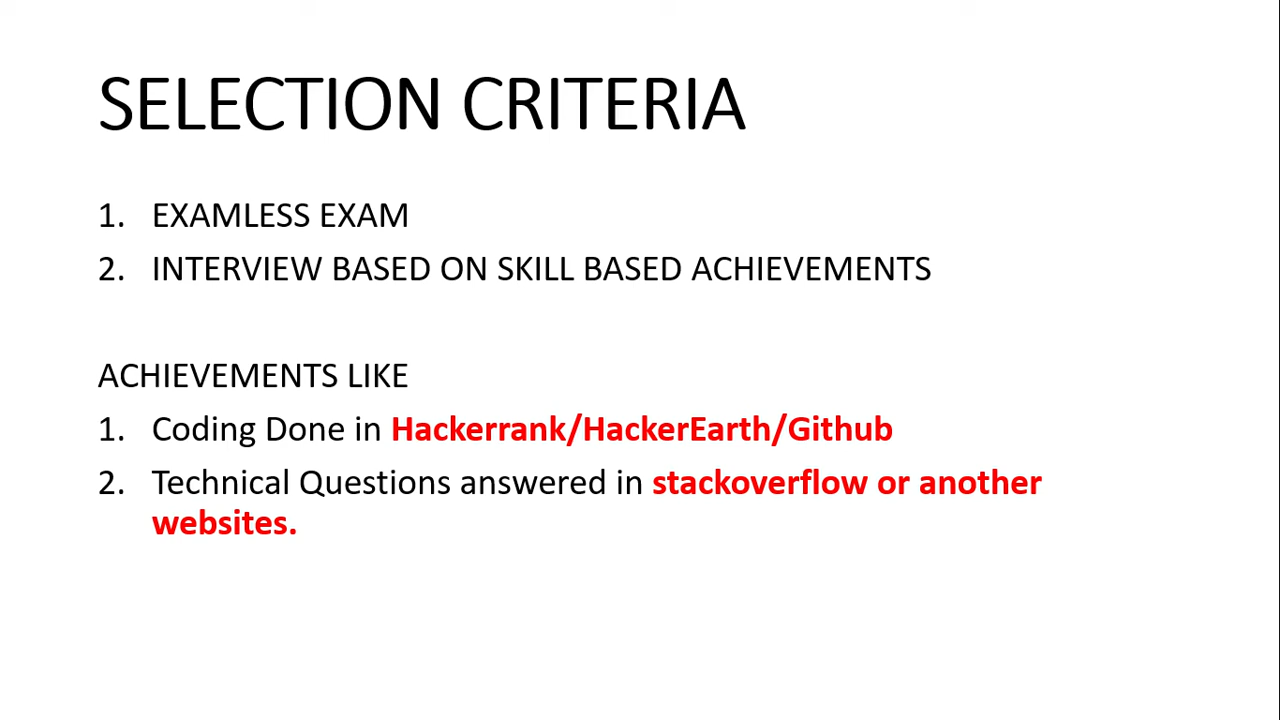 SELECTION CRITERIA
1. EXAMLESS EXAM
2. INTERVIEW BASED ON SKILL BASED ACHIEVEMENTS
ACHIEVEMENTS LIKE
1. Coding Done in Hackerrank/HackerEarth/Github
2. Technical Questions answered in stackoverflow or another
websites.